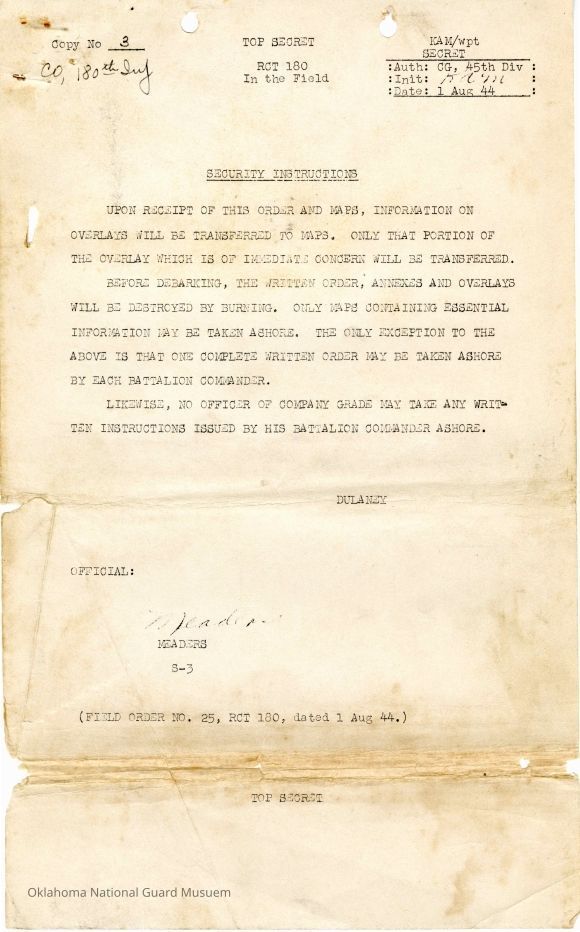 Copy No 3
TOP SECRET
KAM/wpt
SECRET
CO, 180th Inf
RCT 180
In the Field
:Auth: CG, 45th Div :
:Init: :
:Date: 1 Aug 44 :
SECURITY INSTRUCTIONS
UPON RECEIPT OF THIS ORDER AND MAPS, INFORMATION ON
OVERLAYS WILL BE TRANSFERRED TO MAPS. ONLY THAT PORTION OF
THE OVERLAY WHICH IS OF IMMEDIATE CONCERN WILL BE TRANSFERRED.
BEFORE DEBARKING, THE WRITTEN ORDER, ANNEXES AND OVERLAYS
WILL BE DESTROYED BY BURNING. ONLY MAPS CONTAINING ESSENTIAL
INFORMATION MAY BE TAKEN ASHORE. THE ONLY EXCEPTION TO THE
ABOVE IS THAT ONE COMPLETE WRITTEN ORDER MAY BE TAKEN ASHORE
BY EACH BATTALION COMMANDER.
LIKEWISE, NO OFFICER OF COMPANY GRADE MAY TAKE ANY WRIT-
TEN INSTRUCTIONS ISSUED BY HIS BATTALION COMMANDER ASHORE.
DULANEY
OFFICIAL:
Meaders
MEADERS
S-3
(FIELD ORDER NO. 25, RCT 180, dated 1 Aug 44.)
TOP SECRET
Oklahoma National Guard Musuem